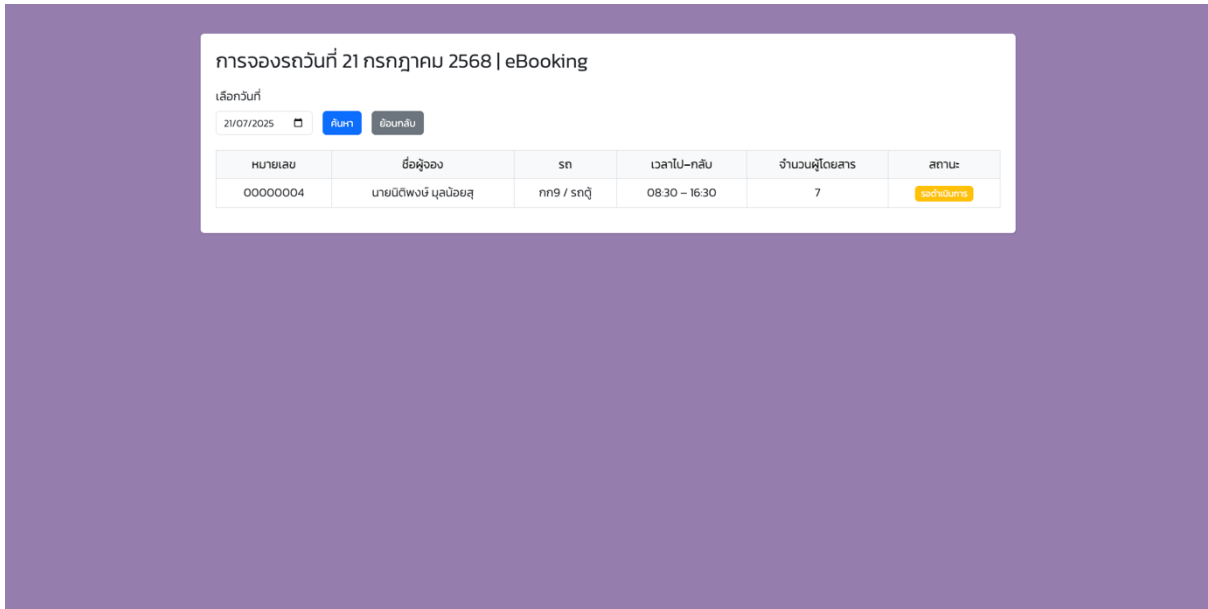 การจองรถวันที่ 21 กรกฎาคม 2568 | eBooking
เลือกวันที่
21/07/2025 ค้นหา ย้อนกลับ
หมายเลข ชื่อผู้จอง รถ เวลาไป–กลับ จำนวนผู้โดยสาร สถานะ
00000004 นายนิติพงษ์ มุลน้อยสุ กก9 / รถตู้ 08:30 – 16:30 7 รอดำเนินการ